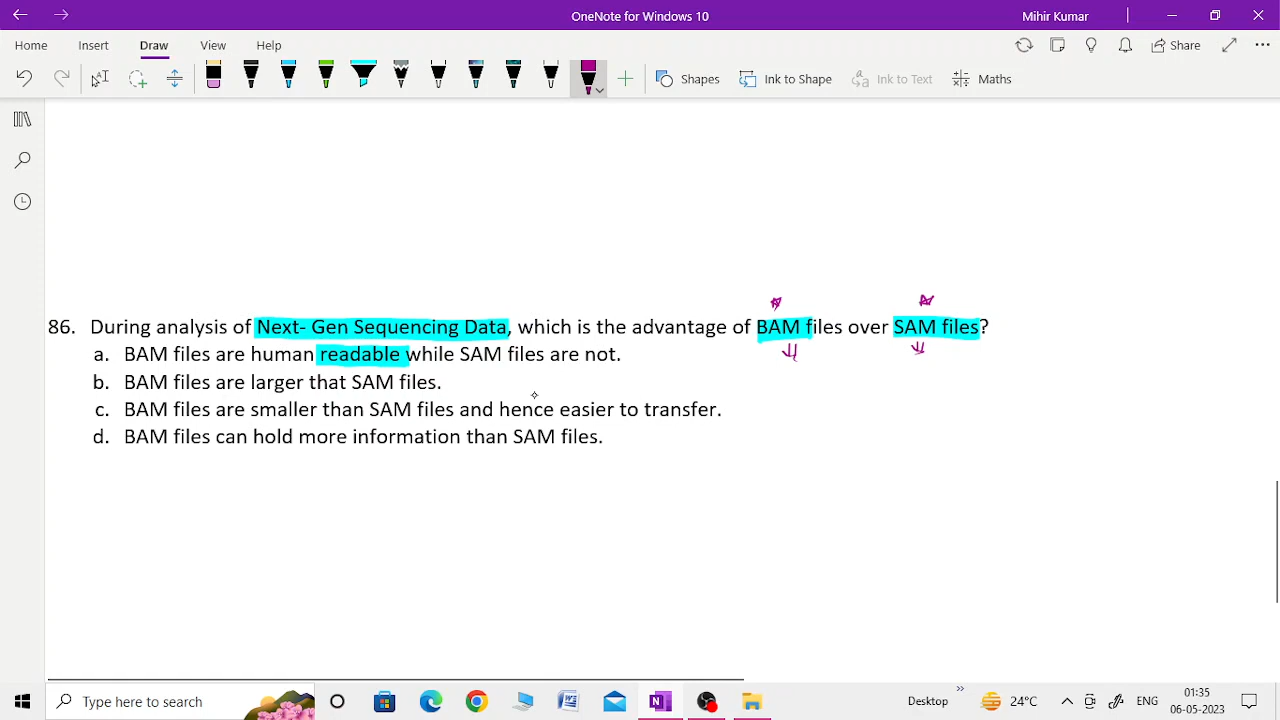 OneNote for Windows 10
Mihir Kumar
Home Insert Draw View Help
Share
Shapes Ink to Shape Ink to Text Maths
86. During analysis of Next- Gen Sequencing Data, which is the advantage of BAM files over SAM files?
a. BAM files are human readable while SAM files are not.
b. BAM files are larger that SAM files.
c. BAM files are smaller than SAM files and hence easier to transfer.
d. BAM files can hold more information than SAM files.
Type here to search
Desktop
24°C
ENG
01:35
06-05-2023